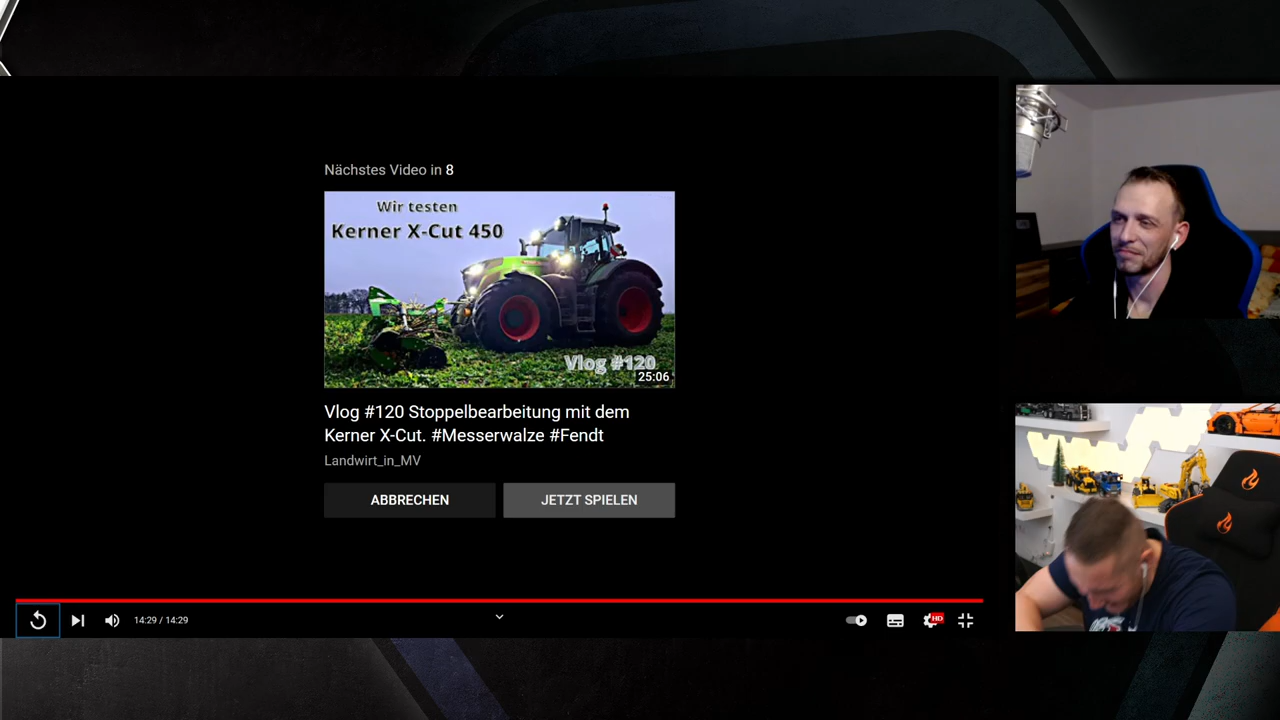 Nächstes Video in 8
Wir testen
Kerner X-Cut 450
Vlog #120
25:06
Vlog #120 Stoppelbearbeitung mit dem
Kerner X-Cut. #Messerwalze #Fendt
Landwirt_in_MV
ABBRECHEN
JETZT SPIELEN
14:29 / 14:29
HD